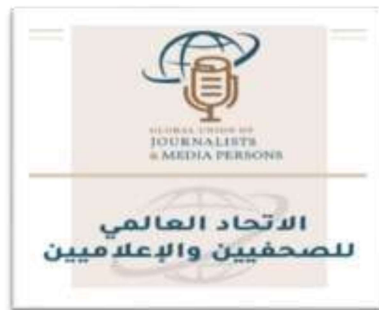 GLOBAL UNION OF
JOURNALISTS
& MEDIA PERSONS
الاتحاد العالمي
للصحفيين والإعلاميين